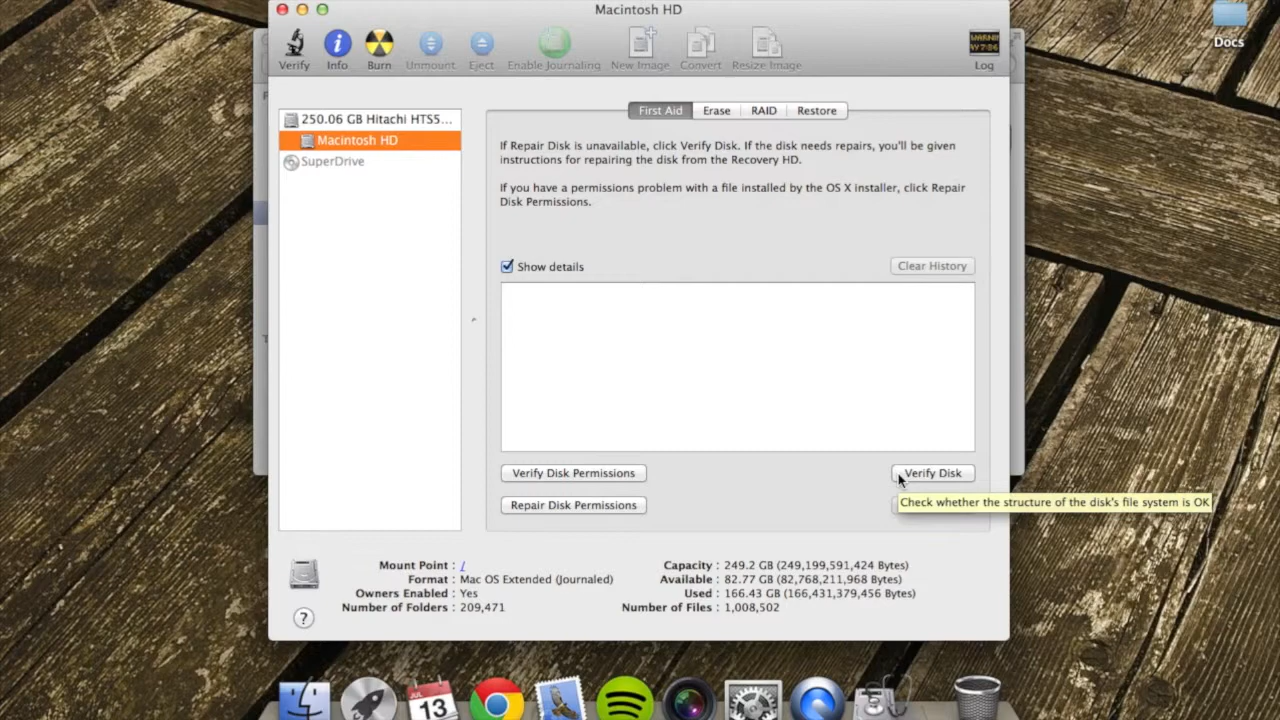 Macintosh HD
Docs
Verify
Info
Burn
Unmount
Eject
Enable Journaling
New Image
Convert
Resize Image
WARNI
AY 7:36
Log
250.06 GB Hitachi HTS5...
Macintosh HD
SuperDrive
First Aid
Erase
RAID
Restore
If Repair Disk is unavailable, click Verify Disk. If the disk needs repairs, you'll be given
instructions for repairing the disk from the Recovery HD.
If you have a permissions problem with a file installed by the OS X installer, click Repair
Disk Permissions.
Show details
Clear History
Verify Disk Permissions
Verify Disk
Repair Disk Permissions
Check whether the structure of the disk's file system is OK
Mount Point : /
Format : Mac OS Extended (Journaled)
Owners Enabled : Yes
Number of Folders : 209,471
Capacity : 249.2 GB (249,199,591,424 Bytes)
Available : 82.77 GB (82,768,211,968 Bytes)
Used : 166.43 GB (166,431,379,456 Bytes)
Number of Files : 1,008,502
?
JUL
13